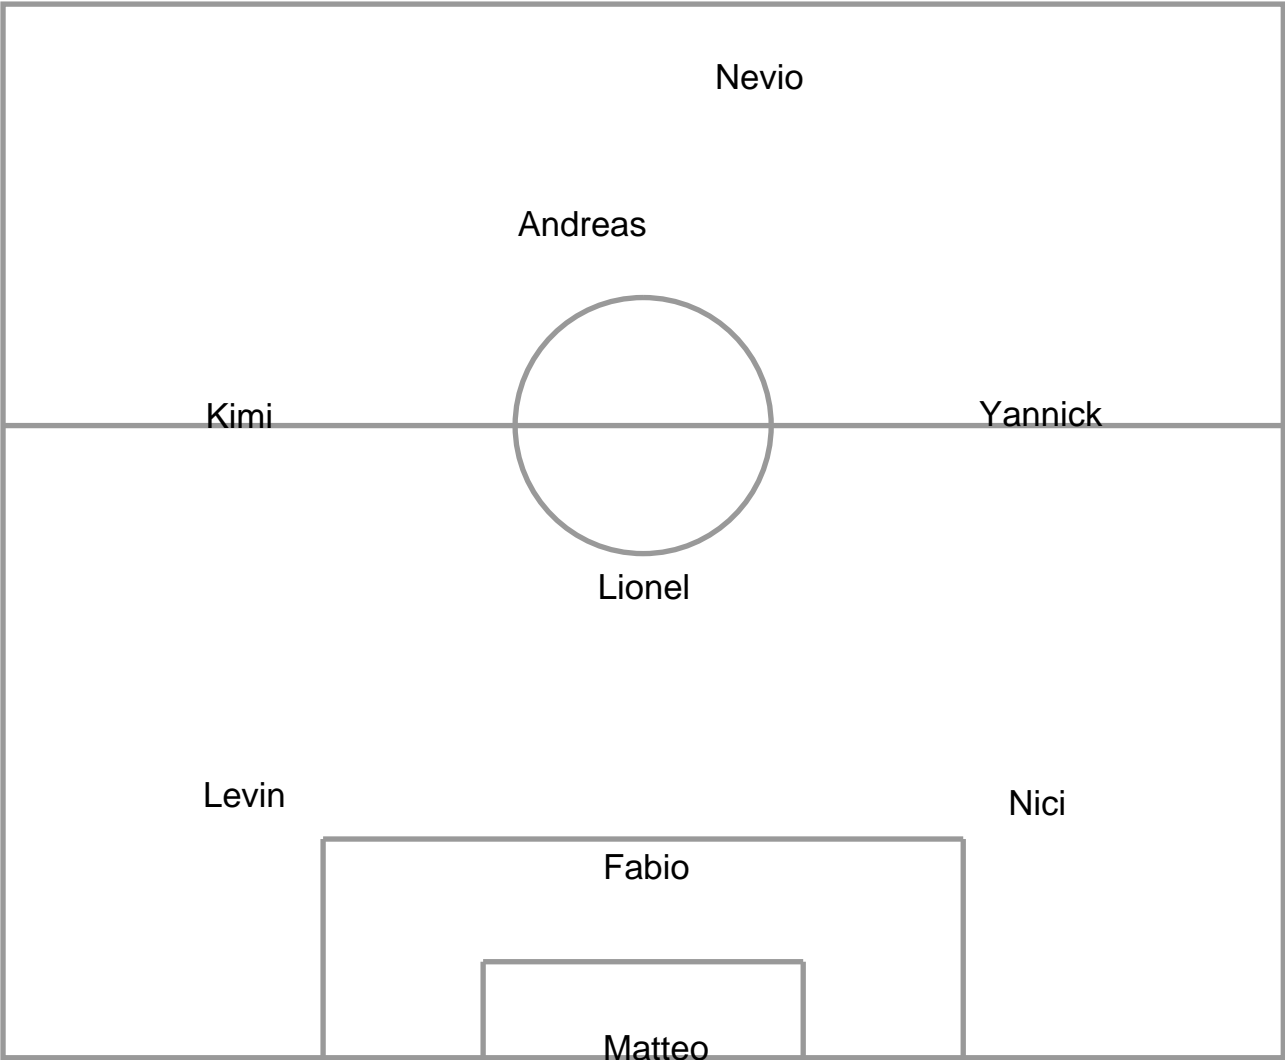 Nevio
Andreas
Kimi
Yannick
Lionel
Levin
Nici
Fabio
Matteo